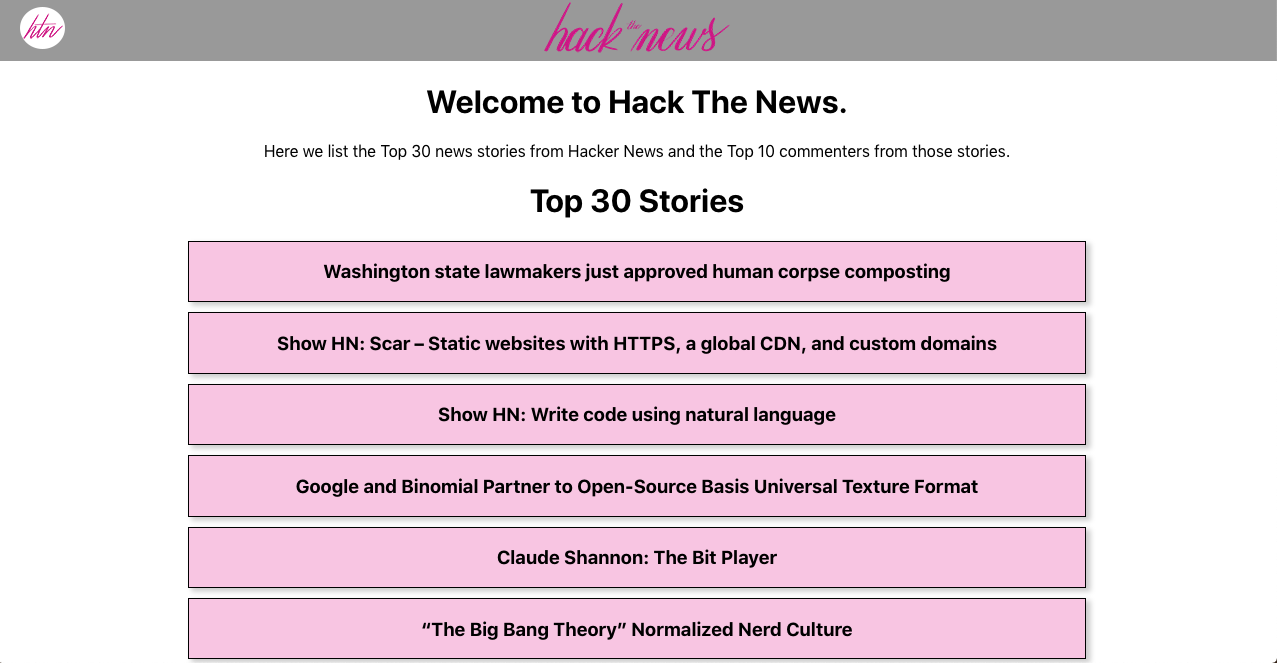 htn
hack the news
Welcome to Hack The News.
Here we list the Top 30 news stories from Hacker News and the Top 10 commenters from those stories.
Top 30 Stories
Washington state lawmakers just approved human corpse composting
Show HN: Scar – Static websites with HTTPS, a global CDN, and custom domains
Show HN: Write code using natural language
Google and Binomial Partner to Open-Source Basis Universal Texture Format
Claude Shannon: The Bit Player
“The Big Bang Theory” Normalized Nerd Culture